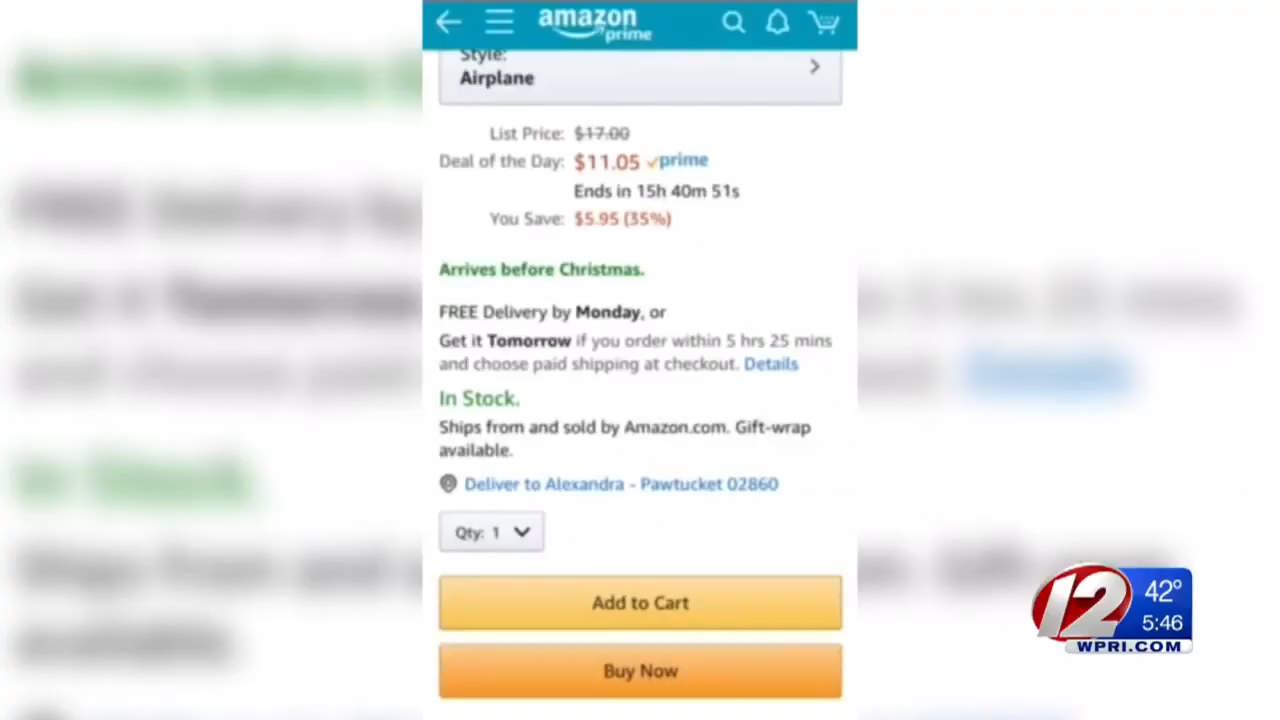 amazon
prime
Style:
Airplane
List Price: $17.00
Deal of the Day: $11.05 prime
Ends in 15h 40m 51s
You Save: $5.95 (35%)
Arrives before Christmas.
FREE Delivery by Monday, or
Get it Tomorrow if you order within 5 hrs 25 mins
and choose paid shipping at checkout. Details
In Stock.
Ships from and sold by Amazon.com. Gift-wrap
available.
Deliver to Alexandra - Pawtucket 02860
Qty: 1
Add to Cart
Buy Now
12
42°
5:46
WPRI.COM